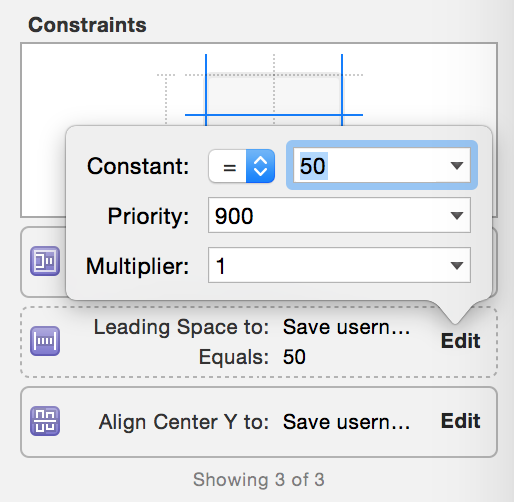 Constraints
Constant: = 50
Priority: 900
Multiplier: 1
Leading Space to: Save usern... Edit
Equals: 50
Align Center Y to: Save usern... Edit
Showing 3 of 3